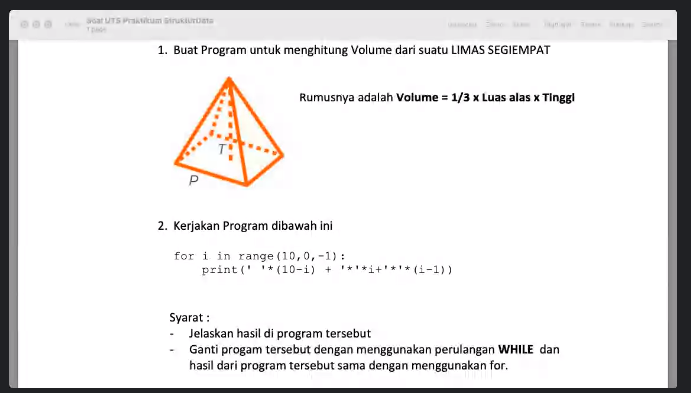 Soal UTS Praktikum StrukturData
1. Buat Program untuk menghitung Volume dari suatu LIMAS SEGIEMPAT
Rumusnya adalah Volume = 1/3 x Luas alas x Tinggi
T
P
2. Kerjakan Program dibawah ini
for i in range(10,0,-1):
print(' '*(10-i) + '*'*i+'*'*(i-1))
Syarat :
- Jelaskan hasil di program tersebut
- Ganti progam tersebut dengan menggunakan perulangan WHILE dan
hasil dari program tersebut sama dengan menggunakan for.